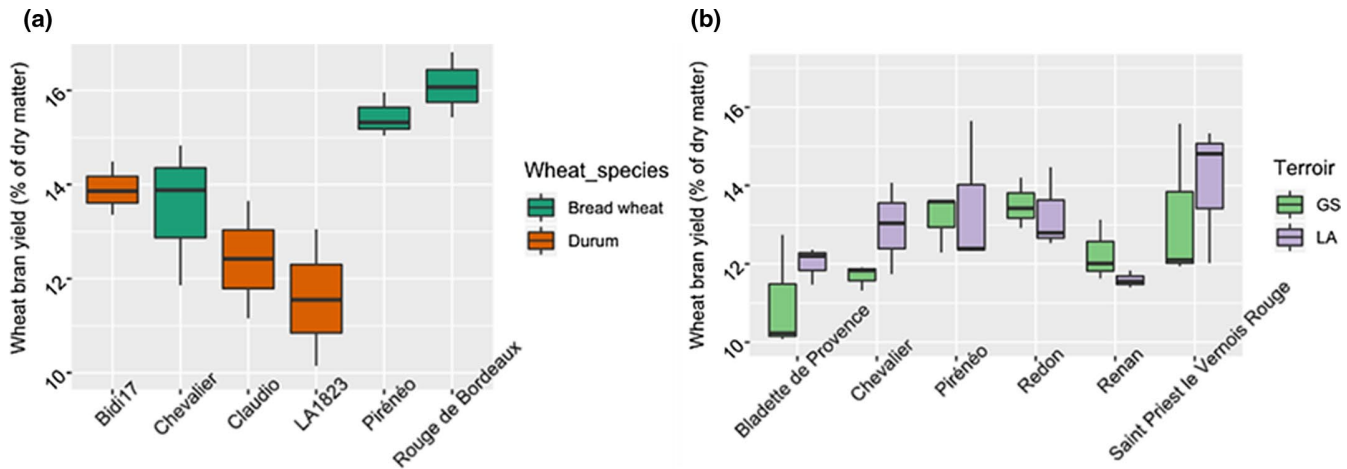 (a)
Wheat bran yield (% of dry matter)
16
14
12
10
Bidi17
Chevalier
Claudio
LA1823
Pirénéo
Rouge de Bordeaux
Wheat_species
Bread wheat
Durum
(b)
Wheat bran yield (% of dry matter)
16
14
12
10
Bladette de Provence
Chevalier
Pirénéo
Redon
Renan
Saint Priest le Vernois Rouge
Terroir
GS
LA